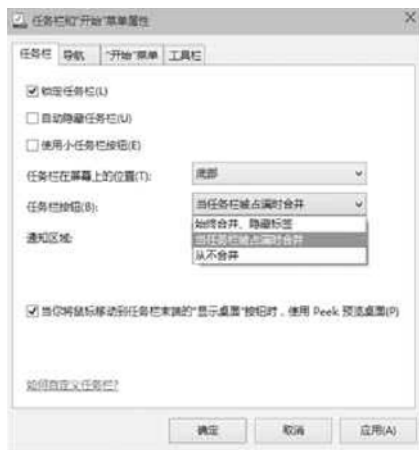 任务栏和"开始"菜单属性
任务栏 导航 "开始"菜单 工具栏
锁定任务栏(L)
自动隐藏任务栏(U)
使用小任务栏按钮(E)
任务栏在屏幕上的位置(T): 底部
任务栏按钮(B): 当任务栏被占满时合并
始终合并、隐藏标签
当任务栏被占满时合并
通知区域:
从不合并
当你将鼠标移动到任务栏末端的"显示桌面"按钮时，使用 Peek 预览桌面(P)
如何自定义任务栏?
确定 取消 应用(A)